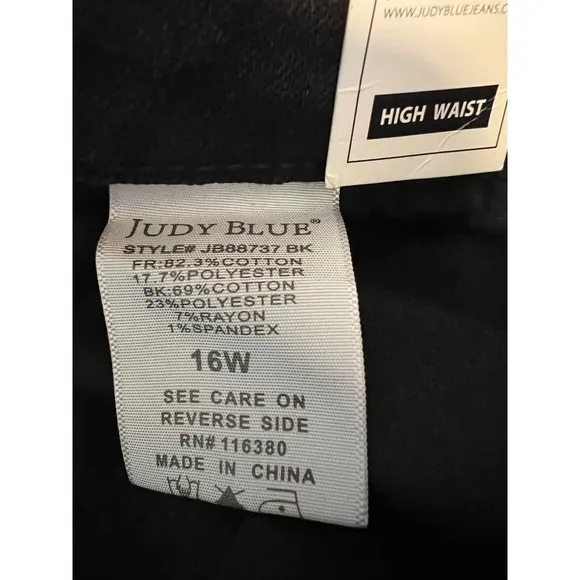 WWW.JUDYBLUEJEANS.C
HIGH WAIST
JUDY BLUE®
STYLE# JB88737 BK
FR:82.3%COTTON
17.7%POLYESTER
BK:69%COTTON
23%POLYESTER
7%RAYON
1%SPANDEX
16W
SEE CARE ON
REVERSE SIDE
RN# 116380
MADE IN CHINA